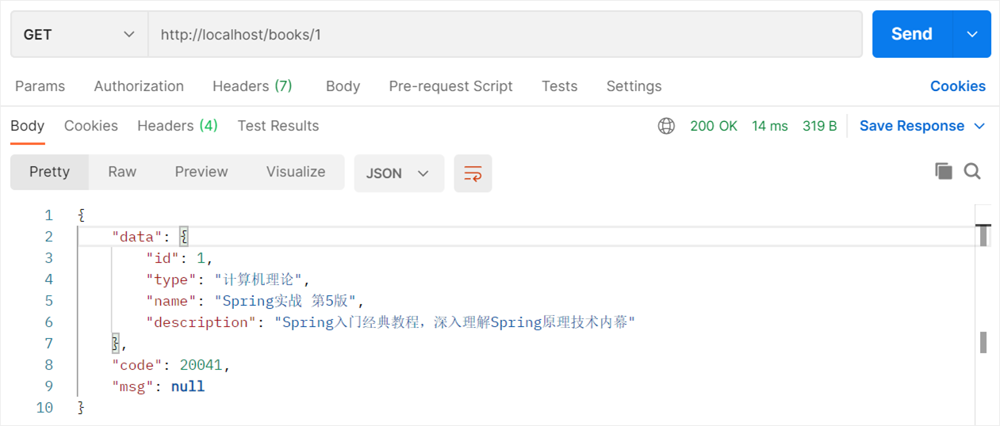 GET http://localhost/books/1 Send
Params Authorization Headers (7) Body Pre-request Script Tests Settings Cookies
Body Cookies Headers (4) Test Results 200 OK 14 ms 319 B Save Response
Pretty Raw Preview Visualize JSON
1 {
2 "data": {
3 "id": 1,
4 "type": "计算机理论",
5 "name": "Spring实战 第5版",
6 "description": "Spring入门经典教程，深入理解Spring原理技术内幕"
7 },
8 "code": 20041,
9 "msg": null
10 }